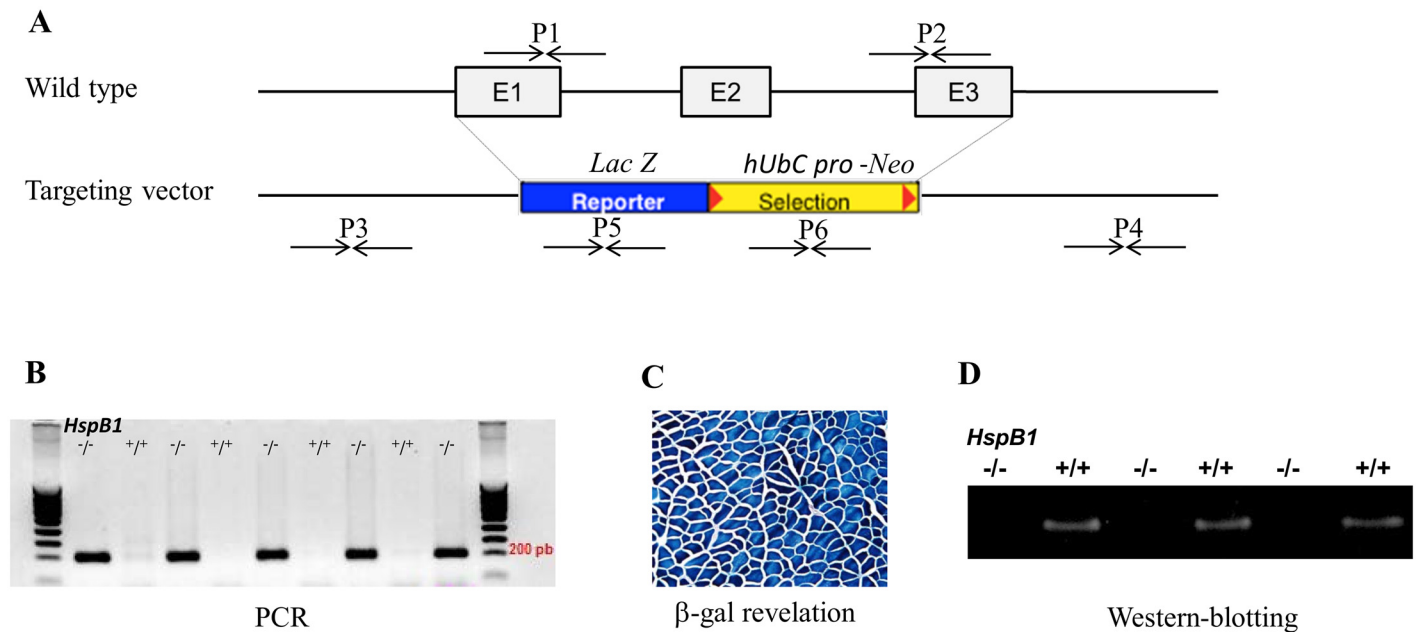 A
P1
P2
Wild type
E1
E2
E3
Lac Z
hUbC pro -Neo
Targeting vector
Reporter
Selection
P3
P5
P6
P4
B
HspB1
-/- +/+ -/- +/+ -/- +/+ -/- +/+ -/-
200 pb
PCR
C
β-gal revelation
D
HspB1
-/- +/+ -/- +/+ -/- +/+
Western-blotting